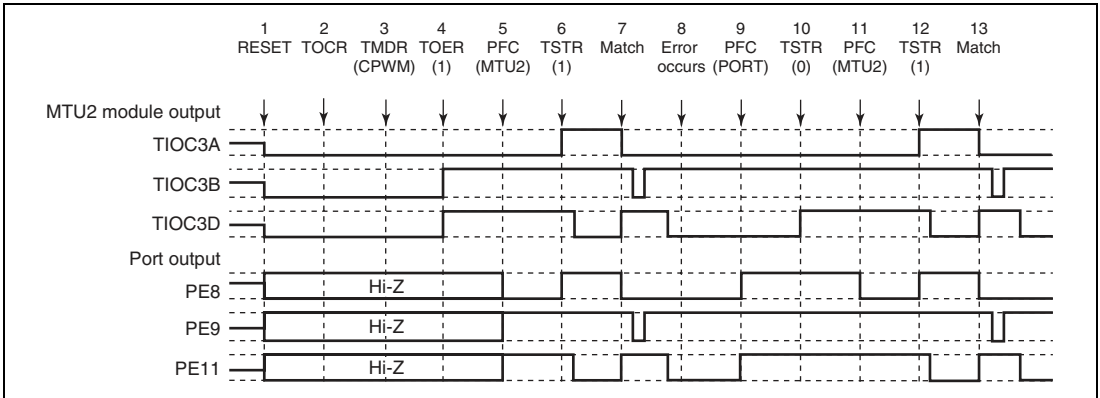 1 2 3 4 5 6 7 8 9 10 11 12 13
RESET TOCR TMDR TOER PFC TSTR Match Error PFC TSTR PFC TSTR Match
(CPWM) (1) (MTU2) (1) occurs (PORT) (0) (MTU2) (1)
MTU2 module output
TIOC3A
TIOC3B
TIOC3D
Port output
PE8 Hi-Z
PE9 Hi-Z
PE11 Hi-Z